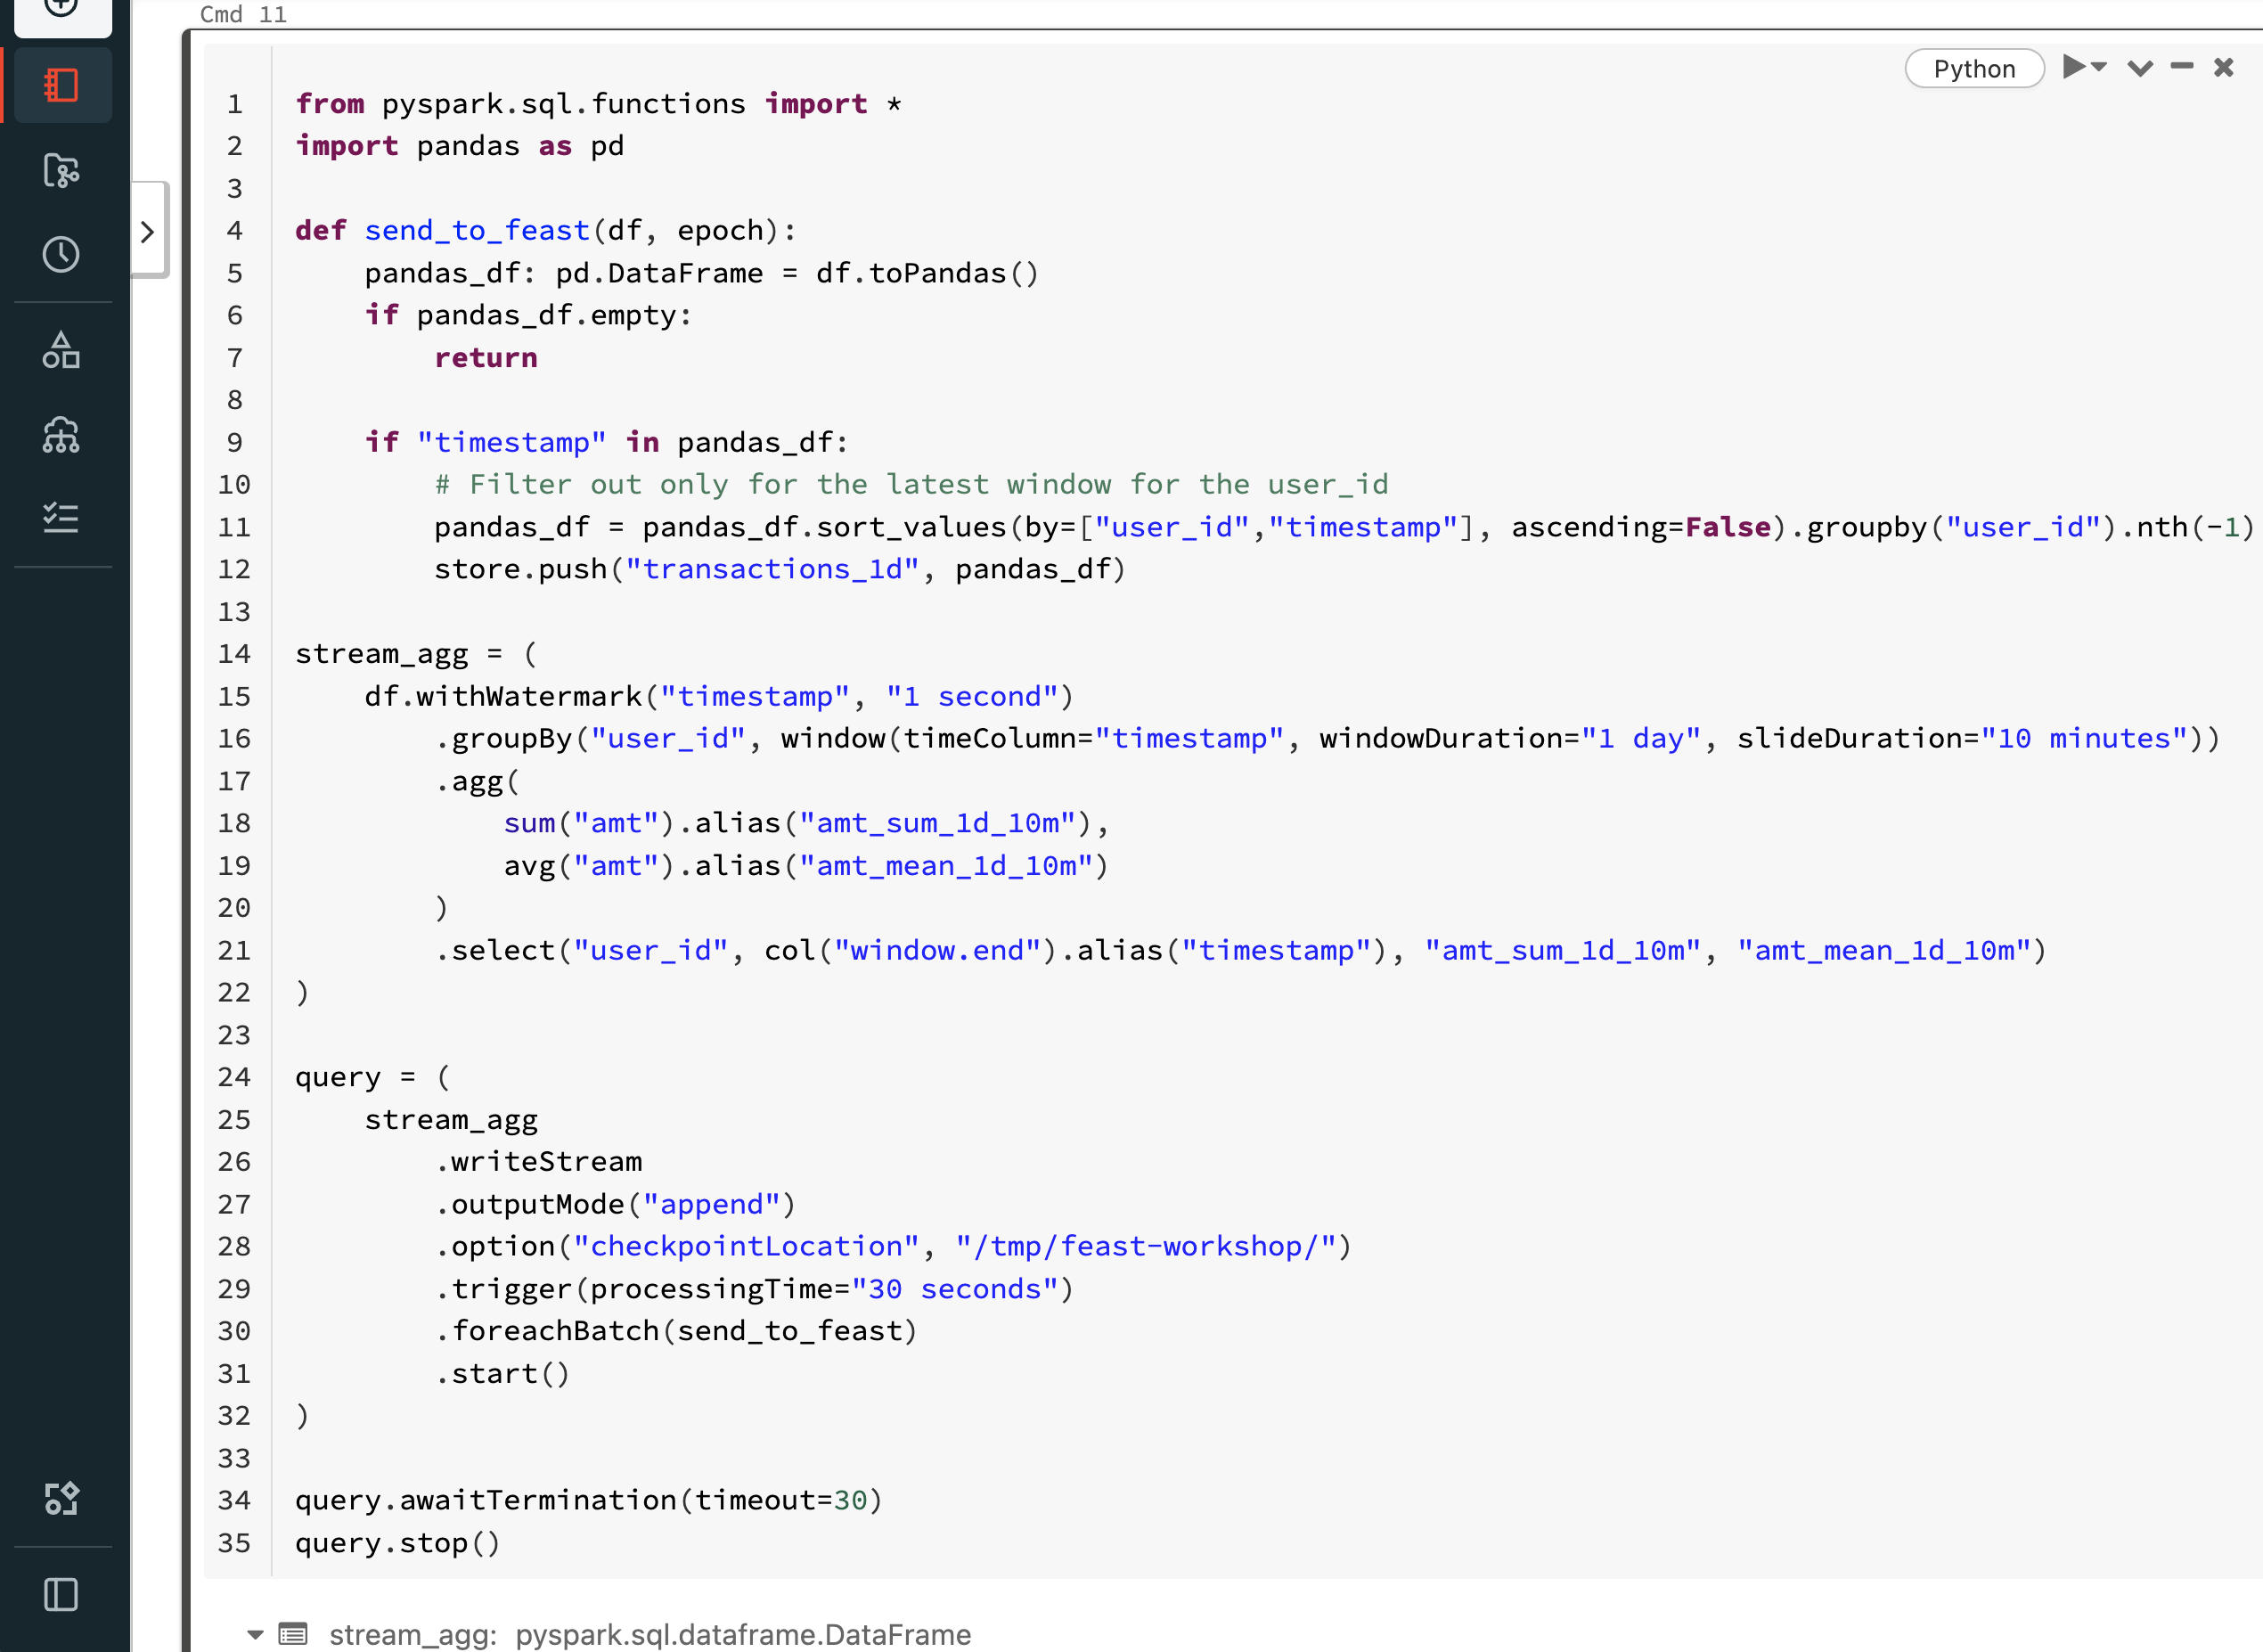 Cmd 11
Python
1 from pyspark.sql.functions import *
2 import pandas as pd
3
4 def send_to_feast(df, epoch):
5     pandas_df: pd.DataFrame = df.toPandas()
6     if pandas_df.empty:
7         return
8
9     if "timestamp" in pandas_df:
10         # Filter out only for the latest window for the user_id
11         pandas_df = pandas_df.sort_values(by=["user_id","timestamp"], ascending=False).groupby("user_id").nth(-1)
12         store.push("transactions_1d", pandas_df)
13
14 stream_agg = (
15     df.withWatermark("timestamp", "1 second")
16         .groupBy("user_id", window(timeColumn="timestamp", windowDuration="1 day", slideDuration="10 minutes"))
17         .agg(
18             sum("amt").alias("amt_sum_1d_10m"),
19             avg("amt").alias("amt_mean_1d_10m")
20         )
21         .select("user_id", col("window.end").alias("timestamp"), "amt_sum_1d_10m", "amt_mean_1d_10m")
22 )
23
24 query = (
25     stream_agg
26         .writeStream
27         .outputMode("append")
28         .option("checkpointLocation", "/tmp/feast-workshop/")
29         .trigger(processingTime="30 seconds")
30         .foreachBatch(send_to_feast)
31         .start()
32 )
33
34 query.awaitTermination(timeout=30)
35 query.stop()
stream_agg: pyspark.sql.dataframe.DataFrame